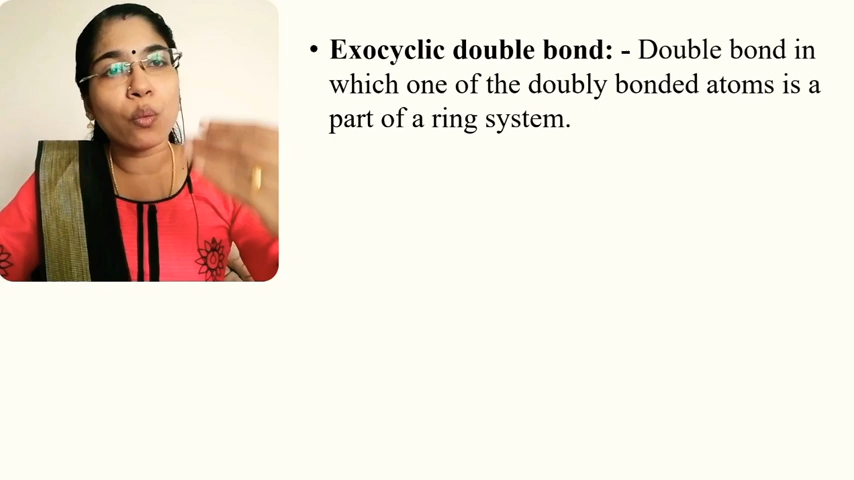 • Exocyclic double bond: - Double bond in
which one of the doubly bonded atoms is a
part of a ring system.